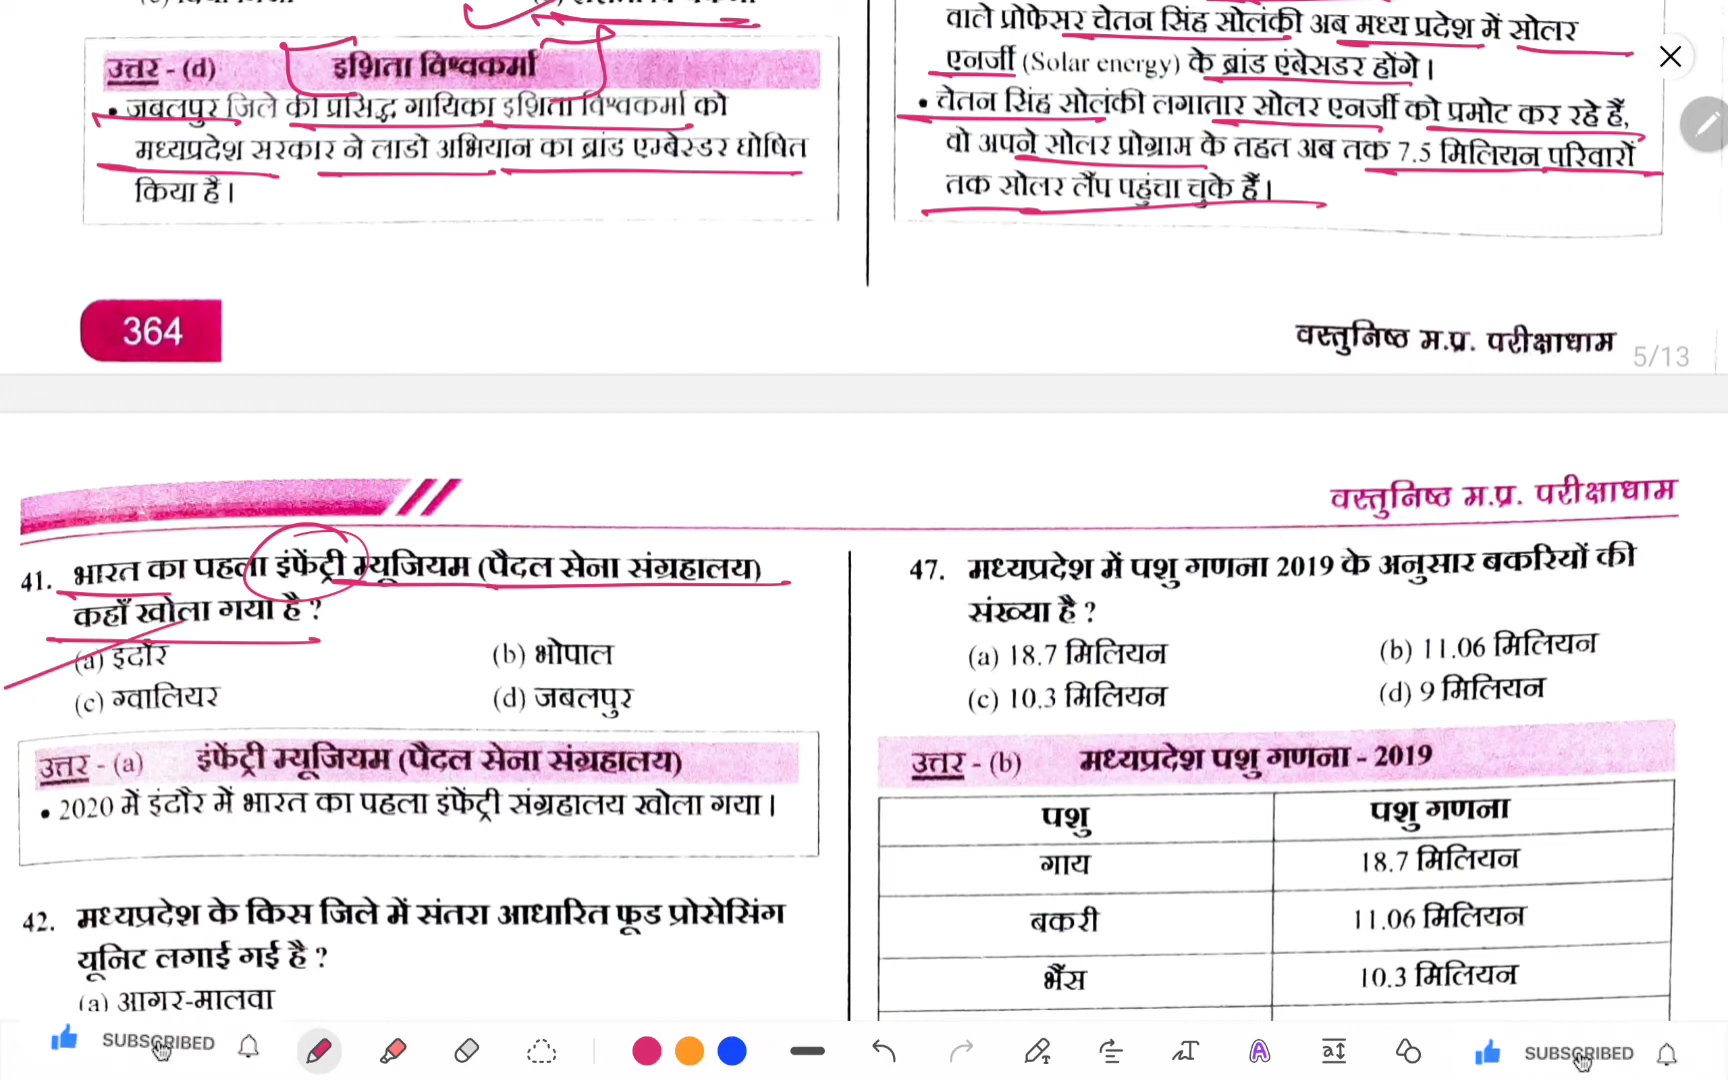 उत्तर - (d) इशिता विश्वकर्मा
• जबलपुर जिले की प्रसिद्ध गायिका इशिता विश्वकर्मा को
मध्यप्रदेश सरकार ने लाडो अभियान का ब्रांड एम्बेस्डर घोषित
किया है।
वाले प्रोफेसर चेतन सिंह सोलंकी अब मध्य प्रदेश में सोलर
एनर्जी (Solar energy) के ब्रांड एंबेसडर होंगे।
• चेतन सिंह सोलंकी लगातार सोलर एनर्जी को प्रमोट कर रहे हैं,
वो अपने सोलर प्रोग्राम के तहत अब तक 7.5 मिलियन परिवारों
तक सोलर लैंप पहुंचा चुके हैं।
364
वस्तुनिष्ठ म.प्र. परीक्षाधाम
5/13
वस्तुनिष्ठ म.प्र. परीक्षाधाम
41. भारत का पहला इंफेंट्री म्यूजियम (पैदल सेना संग्रहालय)
कहाँ खोला गया है ?
(a) इंदौर (b) भोपाल
(c) ग्वालियर (d) जबलपुर
उत्तर - (a) इंफेंट्री म्यूजियम (पैदल सेना संग्रहालय)
• 2020 में इंदौर में भारत का पहला इंफेंट्री संग्रहालय खोला गया।
42. मध्यप्रदेश के किस जिले में संतरा आधारित फूड प्रोसेसिंग
यूनिट लगाई गई है ?
(a) आगर-मालवा
47. मध्यप्रदेश में पशु गणना 2019 के अनुसार बकरियों की
संख्या है ?
(a) 18.7 मिलियन (b) 11.06 मिलियन
(c) 10.3 मिलियन (d) 9 मिलियन
उत्तर - (b) मध्यप्रदेश पशु गणना - 2019
पशु पशु गणना
गाय 18.7 मिलियन
बकरी 11.06 मिलियन
भैंस 10.3 मिलियन
SUBSCRIBED
SUBSCRIBED